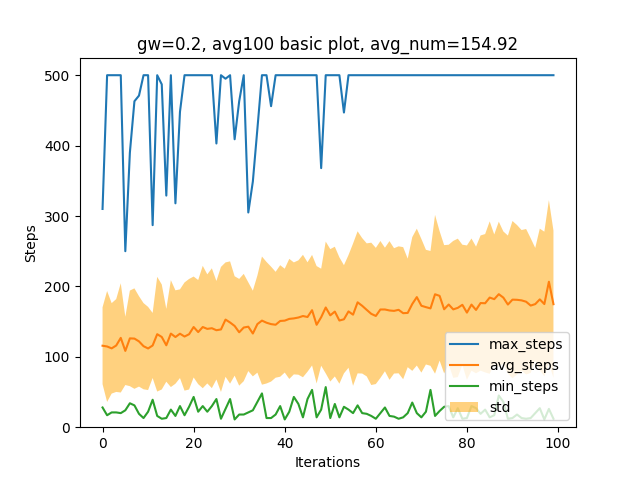 gw=0.2, avg100 basic plot, avg_num=154.92
Steps
500
400
300
200
100
0
0 20 40 60 80 100
Iterations
max_steps
avg_steps
min_steps
std